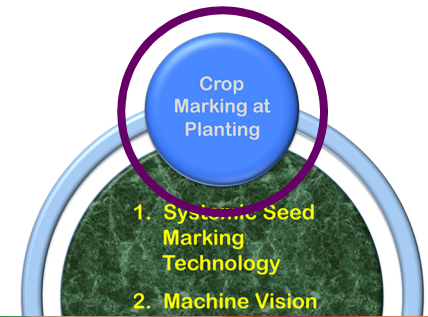 Crop
Marking at
Planting
1. Systemic Seed
Marking
Technology
2. Machine Vision